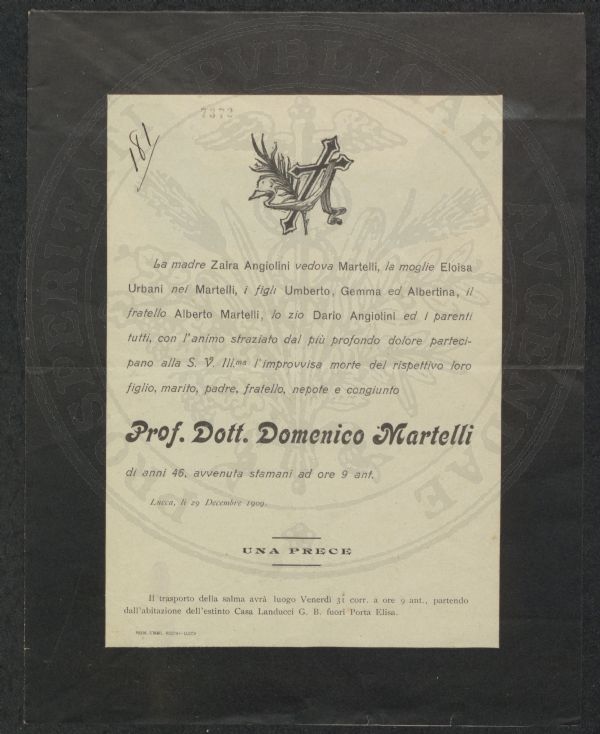 7372
181
La madre Zaira Angiolini vedova Martelli, la moglie Eloisa
Urbani nei Martelli, i figli Umberto, Gemma ed Albertina, il
fratello Alberto Martelli, lo zio Dario Angiolini ed i parenti
tutti, con l'animo straziato dal più profondo dolore parteci-
pano alla S. V. Ill.ma l'improvvisa morte del rispettivo loro
figlio, marito, padre, fratello, nepote e congiunto
Prof. Dott. Domenico Martelli
di anni 46, avvenuta stamani ad ore 9 ant.
Lucca, li 29 Decembre 1909.
UNA PRECE
Il trasporto della salma avrà luogo Venerdì 31 corr. a ore 9 ant., partendo
dall'abitazione dell'estinto Casa Landucci G. B. fuori Porta Elisa.
LUCCA